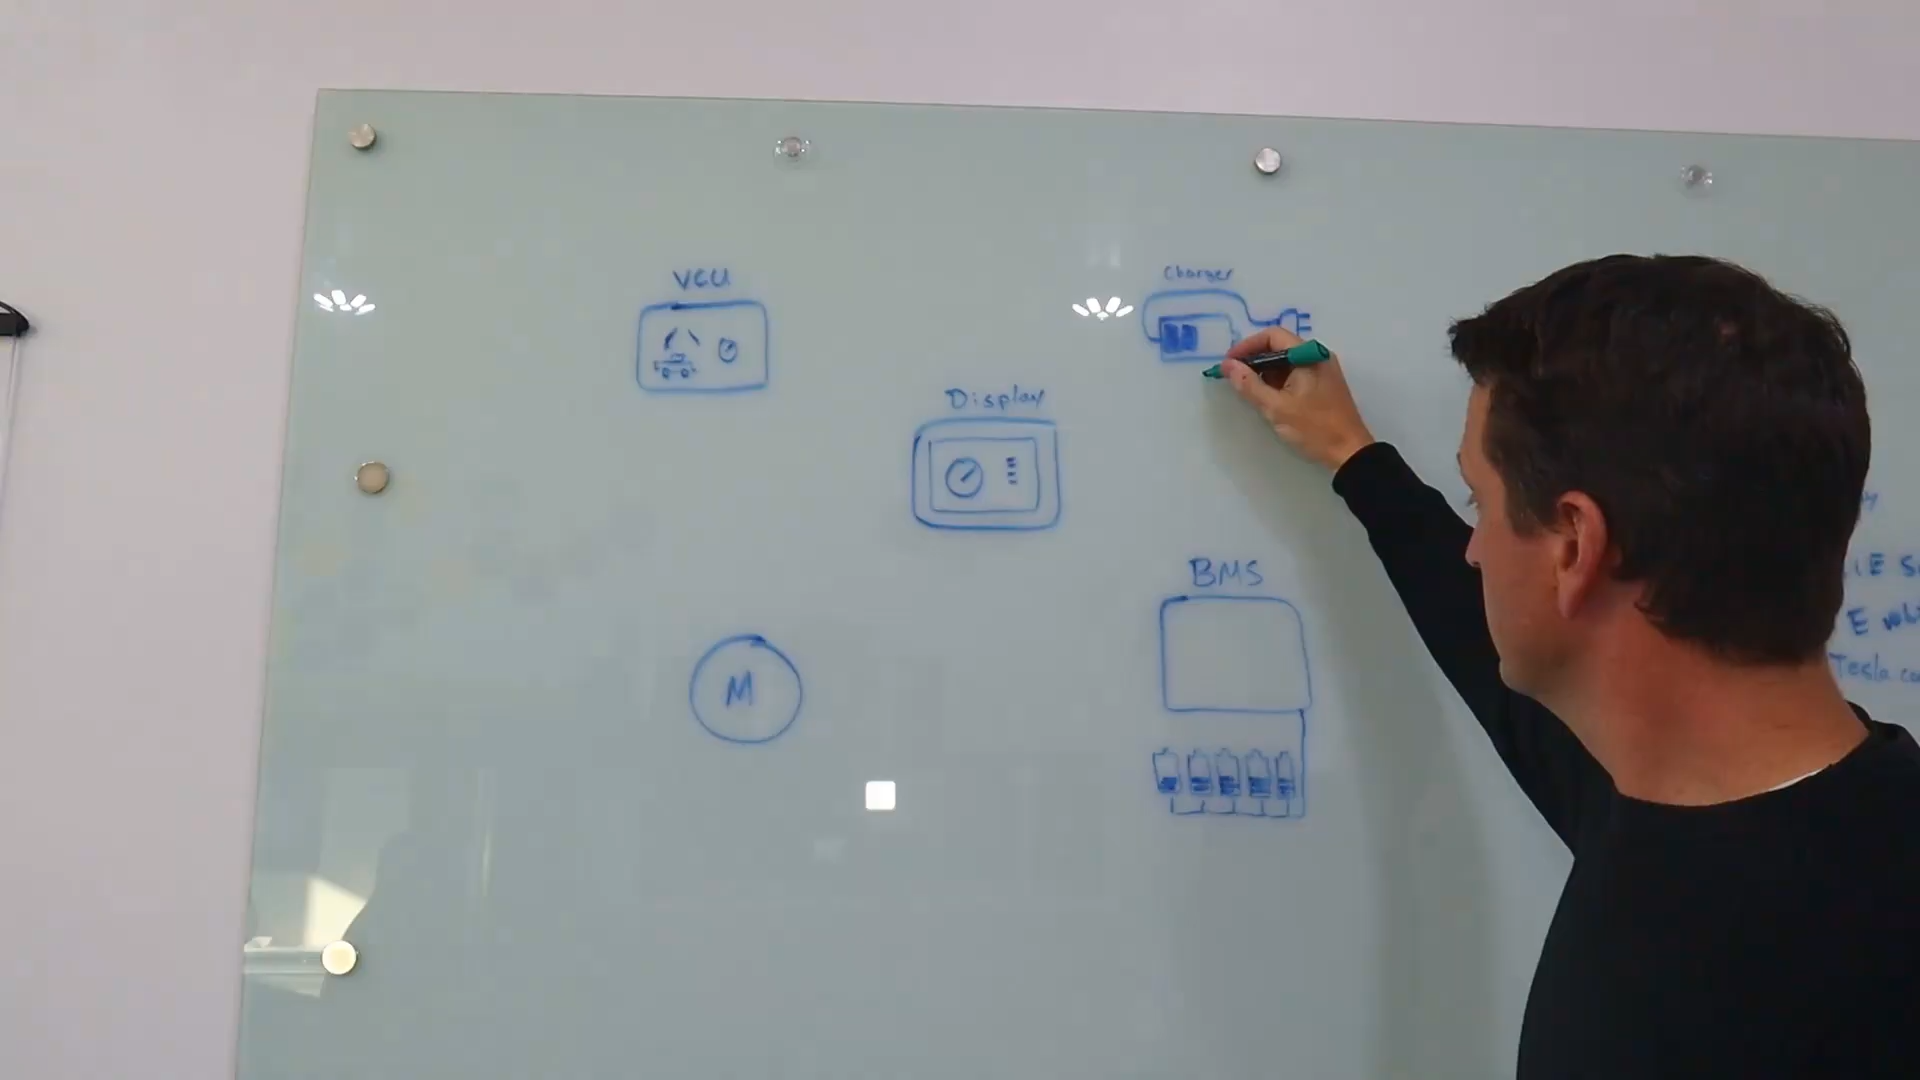 VCU
Charger
Display
BMS
M
E
Tesla